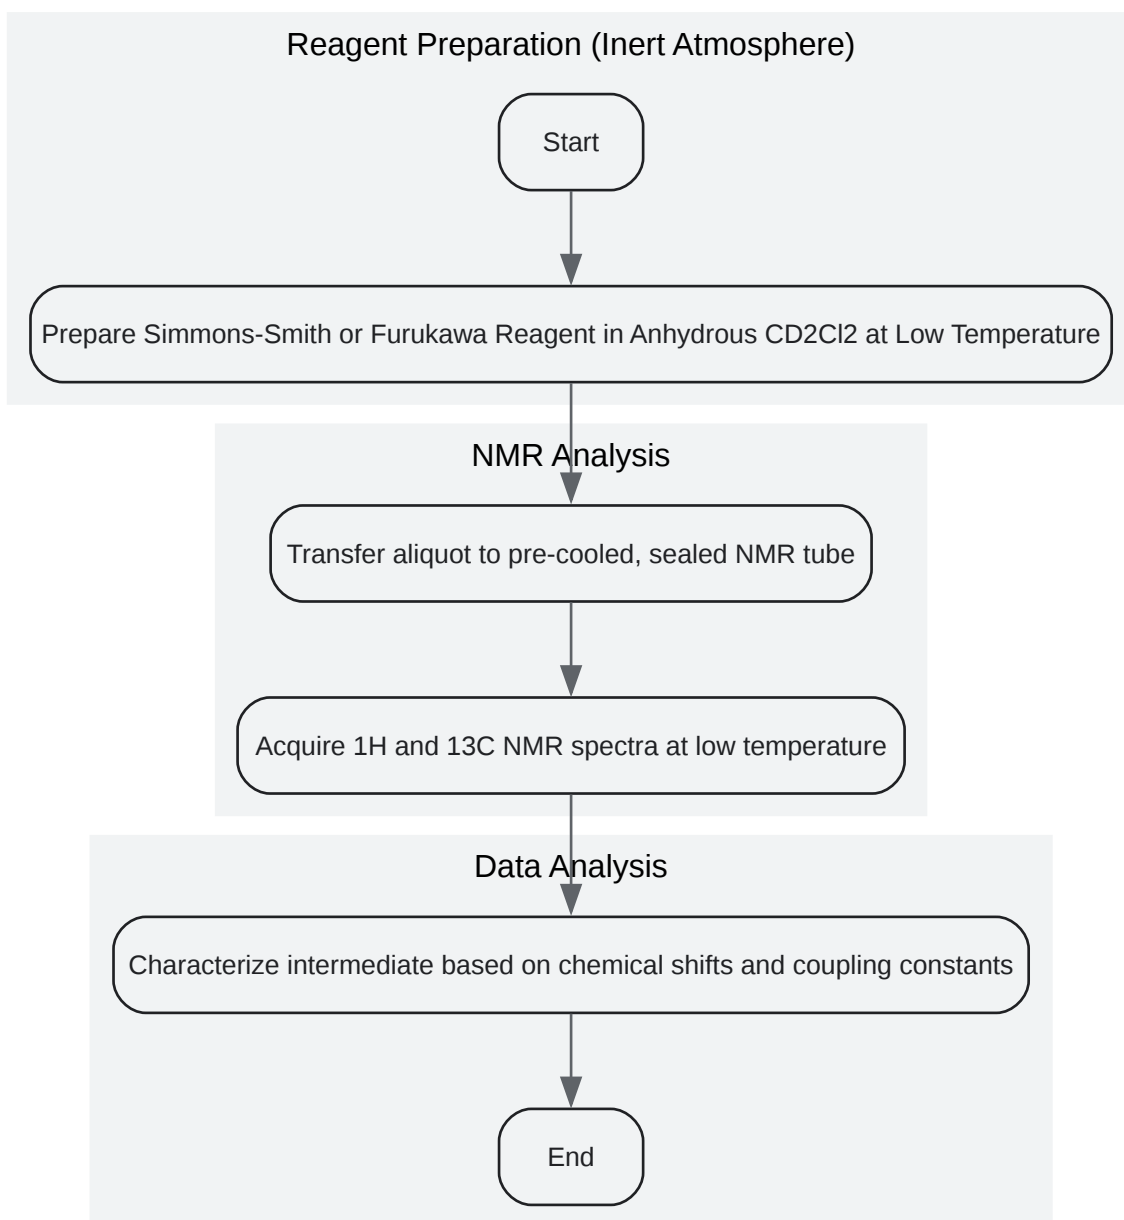 Reagent Preparation (Inert Atmosphere)
Start
Prepare Simmons-Smith or Furukawa Reagent in Anhydrous CD2Cl2 at Low Temperature
NMR Analysis
Transfer aliquot to pre-cooled, sealed NMR tube
Acquire 1H and 13C NMR spectra at low temperature
Data Analysis
Characterize intermediate based on chemical shifts and coupling constants
End